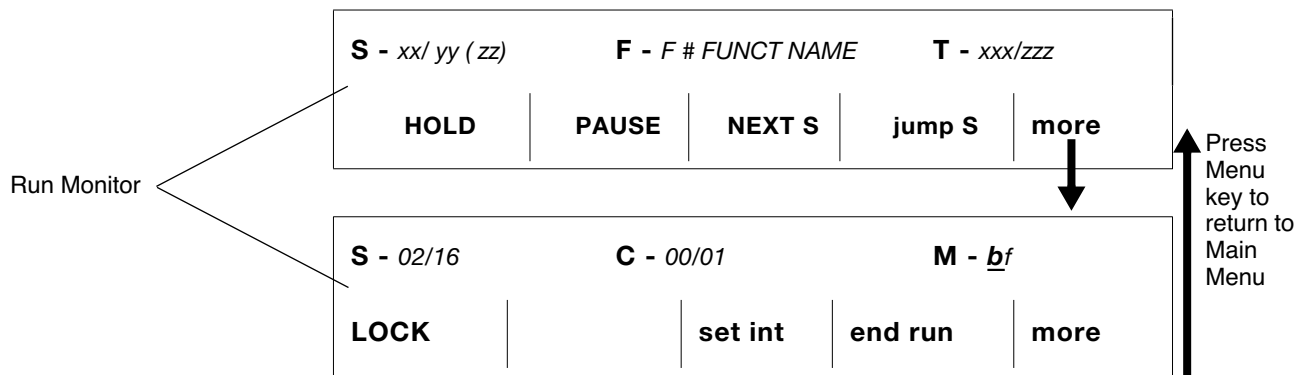 S - xx/ yy ( zz) F - F # FUNCT NAME T - xxx/zzz
HOLD PAUSE NEXT S jump S more
Run Monitor
Press
Menu
key to
return to
Main
Menu
S - 02/16 C - 00/01 M - bf
LOCK set int end run more